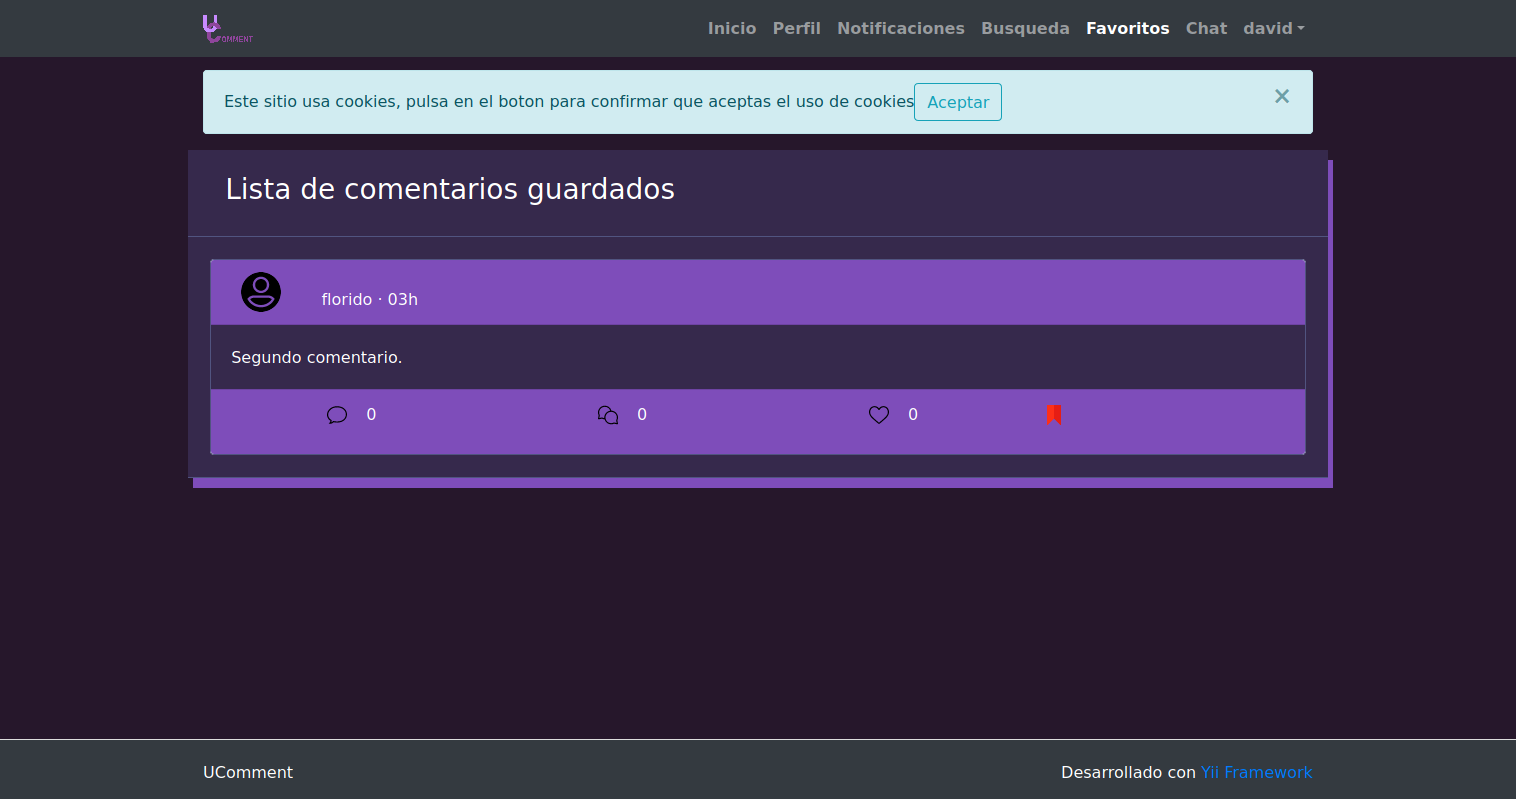 UCOMMENT
Inicio Perfil Notificaciones Busqueda Favoritos Chat david
Este sitio usa cookies, pulsa en el boton para confirmar que aceptas el uso de cookies Aceptar ×
Lista de comentarios guardados
florido · 03h
Segundo comentario.
0 0 0
UComment Desarrollado con Yii Framework